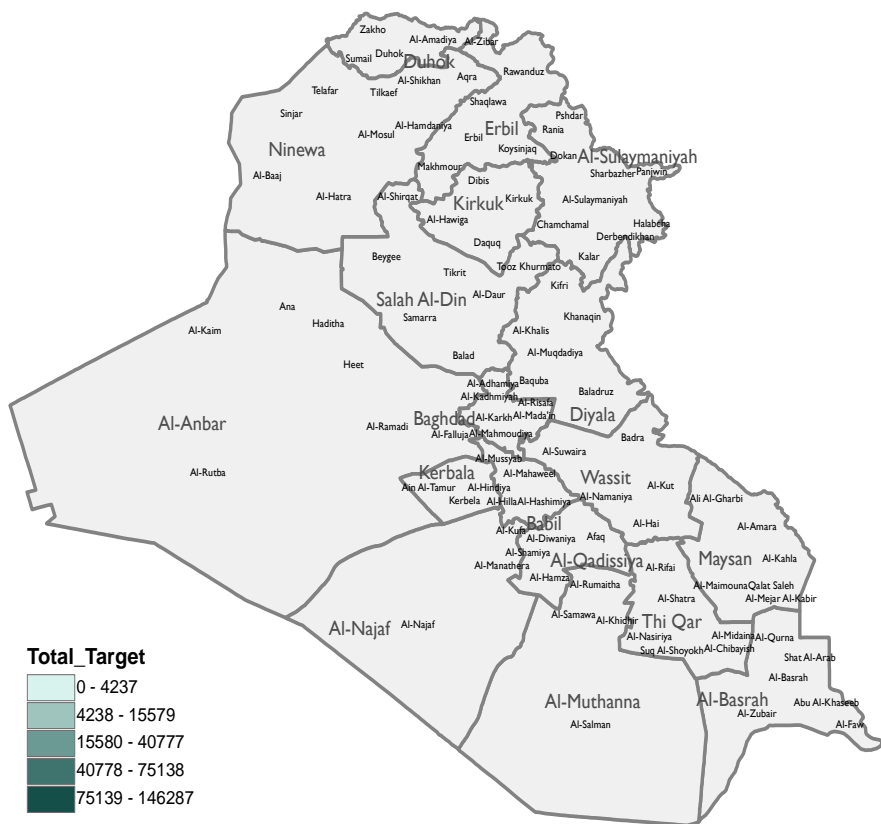 Zakho
Al-Amadiya
Al-Zibar
Sumail
Duhok
Duhok
Al-Shikhan
Aqra
Rawanduz
Telafar
Tilkaef
Shaqlawa
Sinjar
Pshdar
Al-Mosul
Al-Hamdaniya
Erbil
Rania
Erbil
Ninewa
Koysinjaq
Dokan
Al-Sulaymaniyah
Al-Baaj
Makhmour
Sharbazher
Panjwin
Dibis
Al-Hatra
Al-Shirqat
Kirkuk
Kirkuk
Al-Sulaymaniyah
Al-Hawiga
Chamchamal
Halabcha
Derbendikhan
Daquq
Beygee
Kalar
Tikrit
Tooz Khurmato
Kifri
Salah Al-Din
Al-Daur
Ana
Samarra
Khanaqin
Haditha
Al-Kaim
Al-Khalis
Heet
Balad
Al-Muqdadiya
Al-Adhamiya
Baquba
Al-Kadhmiyah
Baladruz
Al-Risafa
Al-Anbar
Baghdad
Al-Karkh
Al-Mada'in
Diyala
Al-Ramadi
Al-Falluja
Al-Mahmoudiya
Badra
Al-Suwaira
Al-Mussyab
Al-Rutba
Kerbala
Al-Mahaweel
Wassit
Ain Al-Tamur
Al-Hindiya
Al-Kut
Kerbela
Al-Hilla
Al-Hashimiya
Al-Namaniya
Ali Al-Gharbi
Babil
Al-Hai
Al-Kufa
Al-Diwaniya
Afaq
Al-Amara
Al-Shamiya
Al-Qadissiya
Maysan
Al-Kahla
Al-Manathera
Al-Rifai
Al-Hamza
Al-Rumaitha
Al-Maimouna
Qalat Saleh
Al-Shatra
Al-Mejar Al-Kabir
Al-Najaf
Al-Najaf
Al-Samawa
Al-Khidhir
Thi Qar
Al-Nasiriya
Al-Midaina
Al-Qurna
Suq Al-Shoyokh
Al-Chibayish
Shat Al-Arab
Al-Basrah
Al-Muthanna
Al-Basrah
Abu Al-Khaseeb
Al-Zubair
Al-Salman
Al-Faw
Total_Target
0 - 4237
4238 - 15579
15580 - 40777
40778 - 75138
75139 - 146287